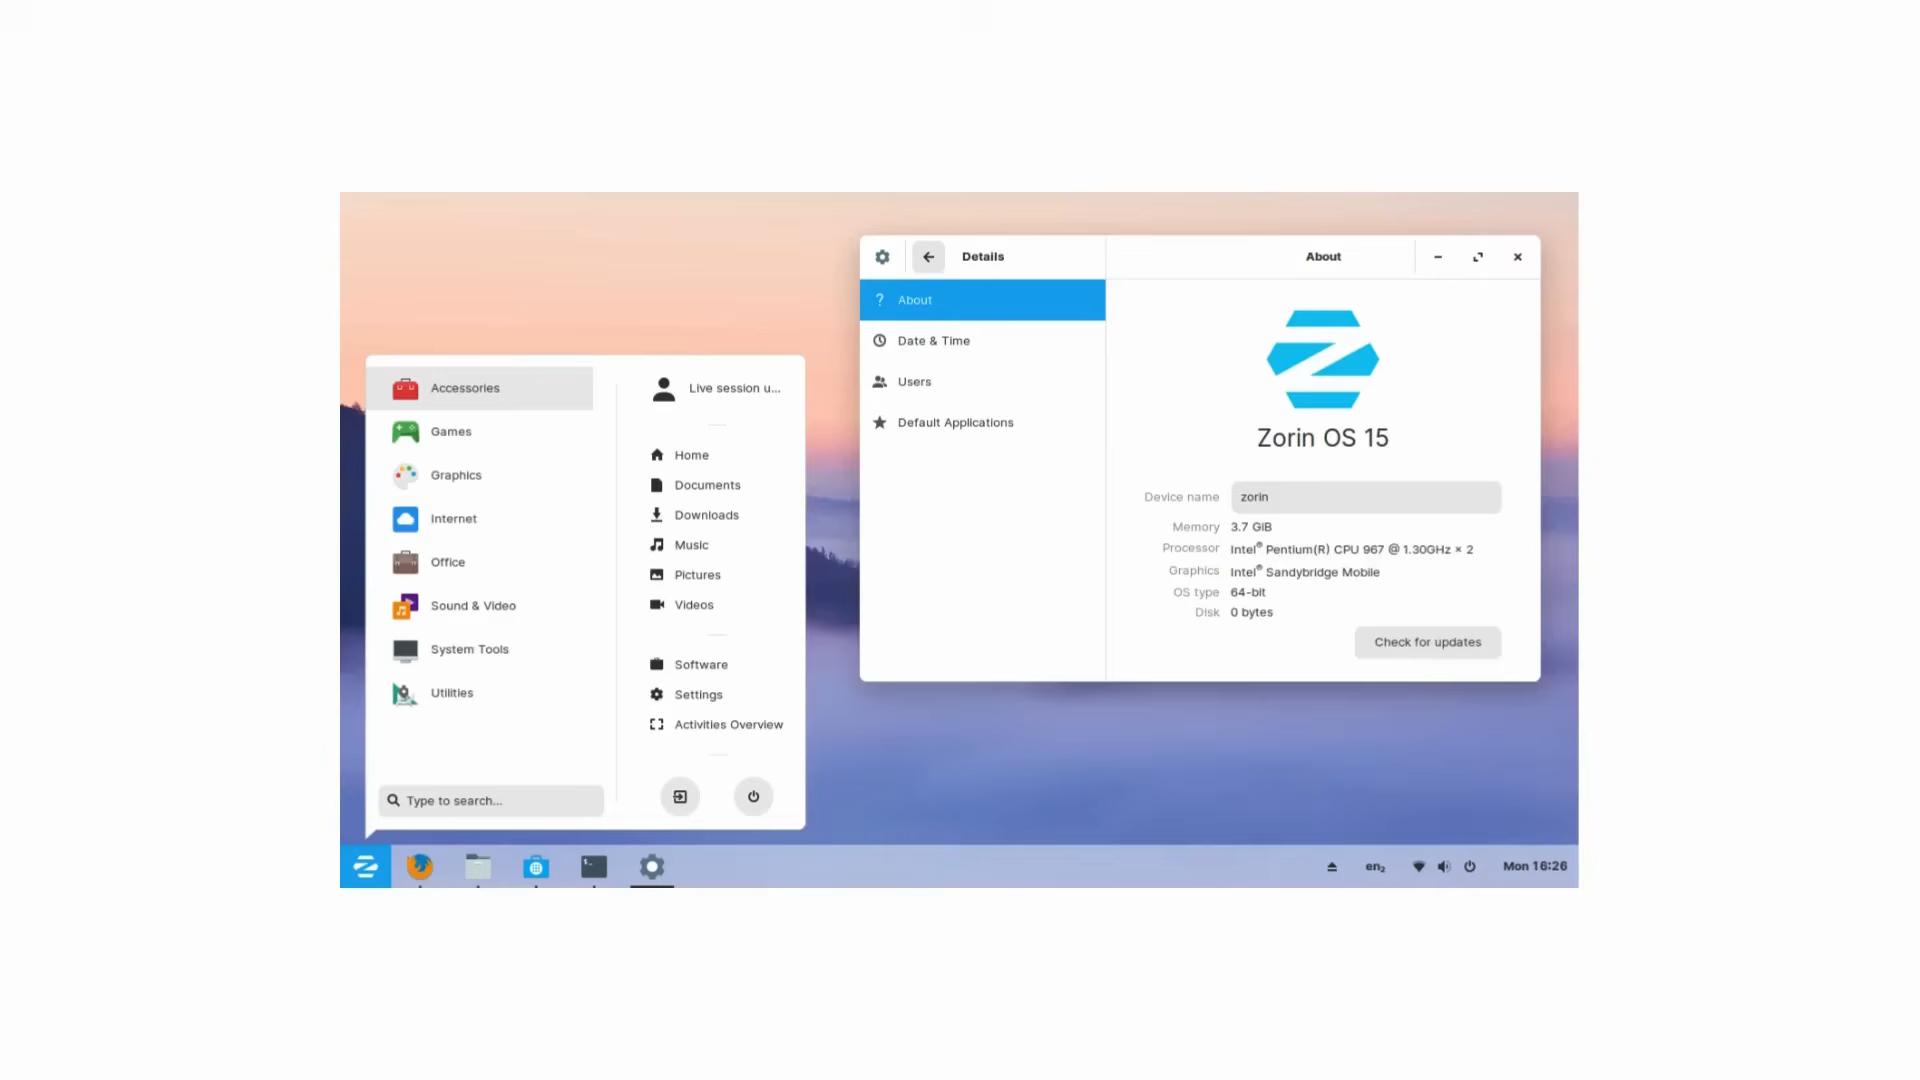 Accessories
Games
Graphics
Internet
Office
Sound & Video
System Tools
Utilities
Type to search...
Live session u...
Home
Documents
Downloads
Music
Pictures
Videos
Software
Settings
Activities Overview
Details
About
About
Date & Time
Users
Default Applications
Zorin OS 15
Device name zorin
Memory 3.7 GiB
Processor Intel® Pentium(R) CPU 967 @ 1.30GHz × 2
Graphics Intel® Sandybridge Mobile
OS type 64-bit
Disk 0 bytes
Check for updates
en₂
Mon 16:26